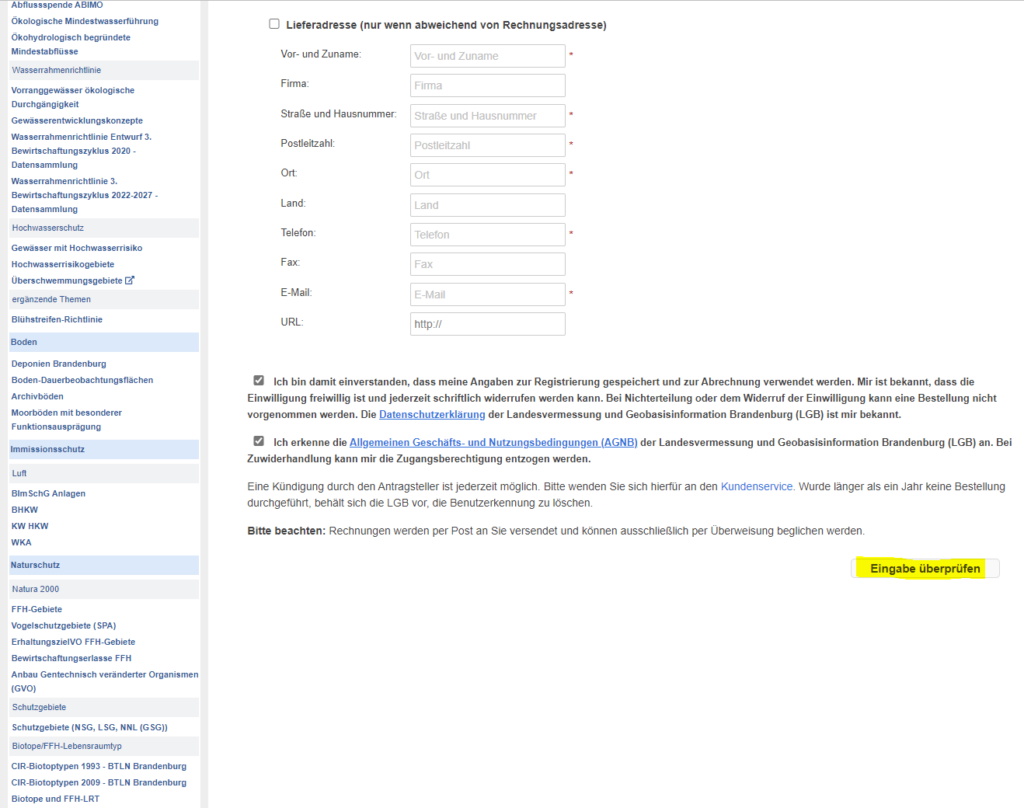 Abflussspende ABIMO
Ökologische Mindestwasserführung
Ökohydrologisch begründete
Mindestabflüsse
Wasserrahmenrichtlinie
Vorranggewässer ökologische
Durchgängigkeit
Gewässerentwicklungskonzepte
Wasserrahmenrichtlinie Entwurf 3.
Bewirtschaftungszyklus 2020 -
Datensammlung
Wasserrahmenrichtlinie 3.
Bewirtschaftungszyklus 2022-2027 -
Datensammlung
Hochwasserschutz
Gewässer mit Hochwasserrisiko
Hochwasserrisikogebiete
Überschwemmungsgebiete
ergänzende Themen
Blühstreifen-Richtlinie
Boden
Deponien Brandenburg
Boden-Dauerbeobachtungsflächen
Archivböden
Moorböden mit besonderer
Funktionsausprägung
Immissionsschutz
Luft
BImSchG Anlagen
BHKW
KW HKW
WKA
Naturschutz
Natura 2000
FFH-Gebiete
Vogelschutzgebiete (SPA)
ErhaltungszielVO FFH-Gebiete
Bewirtschaftungserlasse FFH
Anbau Gentechnisch veränderter Organismen
(GVO)
Schutzgebiete
Schutzgebiete (NSG, LSG, NNL (GSG))
Biotope/FFH-Lebensraumtyp
CIR-Biotoptypen 1993 - BTLN Brandenburg
CIR-Biotoptypen 2009 - BTLN Brandenburg
Biotope und FFH-LRT
Lieferadresse (nur wenn abweichend von Rechnungsadresse)
Vor- und Zuname: Vor- und Zuname *
Firma: Firma
Straße und Hausnummer: Straße und Hausnummer *
Postleitzahl: Postleitzahl *
Ort: Ort *
Land: Land
Telefon: Telefon *
Fax: Fax
E-Mail: E-Mail *
URL: http://
Ich bin damit einverstanden, dass meine Angaben zur Registrierung gespeichert und zur Abrechnung verwendet werden. Mir ist bekannt, dass die
Einwilligung freiwillig ist und jederzeit schriftlich widerrufen werden kann. Bei Nichterteilung oder dem Widerruf der Einwilligung kann eine Bestellung nicht
vorgenommen werden. Die Datenschutzerklärung der Landesvermessung und Geobasisinformation Brandenburg (LGB) ist mir bekannt.
Ich erkenne die Allgemeinen Geschäfts- und Nutzungsbedingungen (AGNB) der Landesvermessung und Geobasisinformation Brandenburg (LGB) an. Bei
Zuwiderhandlung kann mir die Zugangsberechtigung entzogen werden.
Eine Kündigung durch den Antragsteller ist jederzeit möglich. Bitte wenden Sie sich hierfür an den Kundenservice. Wurde länger als ein Jahr keine Bestellung
durchgeführt, behält sich die LGB vor, die Benutzerkennung zu löschen.
Bitte beachten: Rechnungen werden per Post an Sie versendet und können ausschließlich per Überweisung beglichen werden.
Eingabe überprüfen